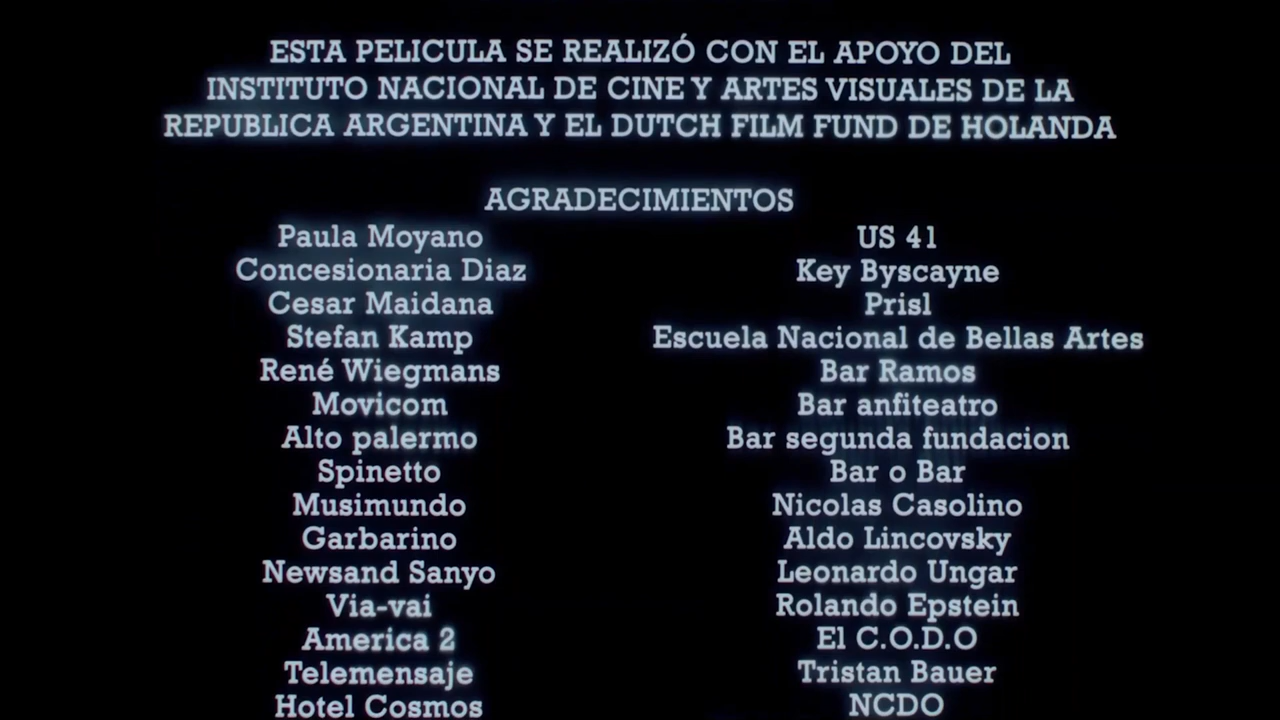 ESTA PELICULA SE REALIZÓ CON EL APOYO DEL
INSTITUTO NACIONAL DE CINE Y ARTES VISUALES DE LA
REPUBLICA ARGENTINA Y EL DUTCH FILM FUND DE HOLANDA
AGRADECIMIENTOS
Paula Moyano
Concesionaria Diaz
Cesar Maidana
Stefan Kamp
René Wiegmans
Movicom
Alto palermo
Spinetto
Musimundo
Garbarino
Newsand Sanyo
Via-vai
America 2
Telemensaje
Hotel Cosmos
US 41
Key Byscayne
Prisl
Escuela Nacional de Bellas Artes
Bar Ramos
Bar anfiteatro
Bar segunda fundacion
Bar o Bar
Nicolas Casolino
Aldo Lincovsky
Leonardo Ungar
Rolando Epstein
El C.O.D.O
Tristan Bauer
NCDO